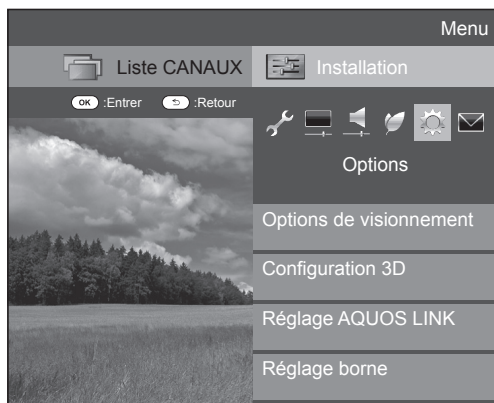 Menu
Liste CANAUX Installation
OK :Entrer :Retour
Options
Options de visionnement
Configuration 3D
Réglage AQUOS LINK
Réglage borne